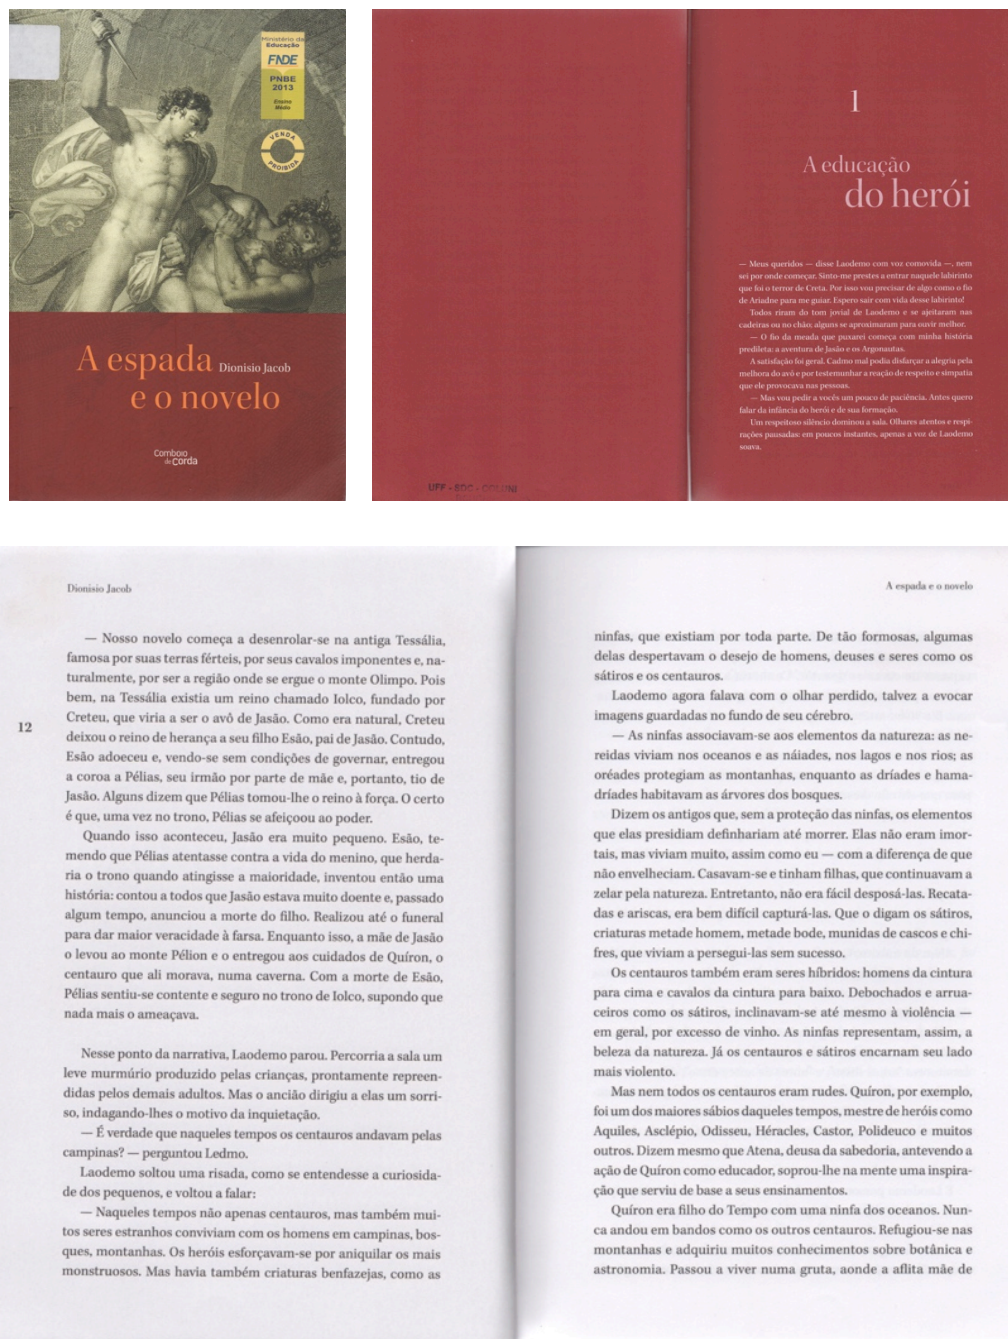 Ministério da
Educação
FNDE
PNBE
2013
Ensino
Médio
VENDA
PROIBIDA
A espada
Dionisio Jacob
e o novelo
Comboio
de corda
UFF - SDC -
1
A educação
do herói
— Meus queridos — disse Laodemo com voz comovida —, nem
sei por onde começar. Sinto-me prestes a entrar naquele labirinto
que foi o terror de Creta. Por isso vou precisar de algo como o fio
de Ariadne para me guiar. Espero sair com vida desse labirinto!
Todos riram do tom jovial de Laodemo e se ajeitaram nas
cadeiras ou no chão; alguns se aproximaram para ouvir melhor.
— O fio da meada que puxarei começa com minha história
predileta: a aventura de Jasão e os Argonautas.
A satisfação foi geral. Cadmo mal podia disfarçar a alegria pela
melhora do avô e por testemunhar a reação de respeito e simpatia
que ele provocava nas pessoas.
— Mas vou pedir a vocês um pouco de paciência. Antes quero
falar da infância do herói e de sua formação.
Um respeitoso silêncio dominou a sala. Olhares atentos e respi-
rações pausadas: em poucos instantes, apenas a voz de Laodemo
soava.
Dionisio Jacob
— Nosso novelo começa a desenrolar-se na antiga Tessália,
famosa por suas terras férteis, por seus cavalos imponentes e, na-
turalmente, por ser a região onde se ergue o monte Olimpo. Pois
bem, na Tessália existia um reino chamado Iolco, fundado por
Creteu, que viria a ser o avô de Jasão. Como era natural, Creteu
12
deixou o reino de herança a seu filho Esão, pai de Jasão. Contudo,
Esão adoeceu e, vendo-se sem condições de governar, entregou
a coroa a Pélias, seu irmão por parte de mãe e, portanto, tio de
Jasão. Alguns dizem que Pélias tomou-lhe o reino à força. O certo
é que, uma vez no trono, Pélias se afeiçoou ao poder.
Quando isso aconteceu, Jasão era muito pequeno. Esão, te-
mendo que Pélias atentasse contra a vida do menino, que herda-
ria o trono quando atingisse a maioridade, inventou então uma
história: contou a todos que Jasão estava muito doente e, passado
algum tempo, anunciou a morte do filho. Realizou até o funeral
para dar maior veracidade à farsa. Enquanto isso, a mãe de Jasão
o levou ao monte Pélion e o entregou aos cuidados de Quíron, o
centauro que ali morava, numa caverna. Com a morte de Esão,
Pélias sentiu-se contente e seguro no trono de Iolco, supondo que
nada mais o ameaçava.
Nesse ponto da narrativa, Laodemo parou. Percorria a sala um
leve murmúrio produzido pelas crianças, prontamente repreen-
didas pelos demais adultos. Mas o ancião dirigiu a elas um sorri-
so, indagando-lhes o motivo da inquietação.
— É verdade que naqueles tempos os centauros andavam pelas
campinas? — perguntou Ledmo.
Laodemo soltou uma risada, como se entendesse a curiosida-
de dos pequenos, e voltou a falar:
— Naqueles tempos não apenas centauros, mas também mui-
tos seres estranhos conviviam com os homens em campinas, bos-
ques, montanhas. Os heróis esforçavam-se por aniquilar os mais
monstruosos. Mas havia também criaturas benfazejas, como as
A espada e o novelo
ninfas, que existiam por toda parte. De tão formosas, algumas
delas despertavam o desejo de homens, deuses e seres como os
sátiros e os centauros.
Laodemo agora falava com o olhar perdido, talvez a evocar
imagens guardadas no fundo de seu cérebro.
— As ninfas associavam-se aos elementos da natureza: as ne-
reidas viviam nos oceanos e as náiades, nos lagos e nos rios; as
oréades protegiam as montanhas, enquanto as dríades e hama-
dríades habitavam as árvores dos bosques.
Dizem os antigos que, sem a proteção das ninfas, os elementos
que elas presidiam definhariam até morrer. Elas não eram imor-
tais, mas viviam muito, assim como eu — com a diferença de que
não envelheciam. Casavam-se e tinham filhas, que continuavam a
zelar pela natureza. Entretanto, não era fácil desposá-las. Recata-
das e ariscas, era bem difícil capturá-las. Que o digam os sátiros,
criaturas metade homem, metade bode, munidas de cascos e chi-
fres, que viviam a persegui-las sem sucesso.
Os centauros também eram seres híbridos: homens da cintura
para cima e cavalos da cintura para baixo. Debochados e arrua-
ceiros como os sátiros, inclinavam-se até mesmo à violência —
em geral, por excesso de vinho. As ninfas representam, assim, a
beleza da natureza. Já os centauros e sátiros encarnam seu lado
mais violento.
Mas nem todos os centauros eram rudes. Quíron, por exemplo,
foi um dos maiores sábios daqueles tempos, mestre de heróis como
Aquiles, Asclépio, Odisseu, Héracles, Castor, Polideuco e muitos
outros. Dizem mesmo que Atena, deusa da sabedoria, antevendo a
ação de Quíron como educador, soprou-lhe na mente uma inspira-
ção que serviu de base a seus ensinamentos.
Quíron era filho do Tempo com uma ninfa dos oceanos. Nun-
ca andou em bandos como os outros centauros. Refugiou-se nas
montanhas e adquiriu muitos conhecimentos sobre botânica e
astronomia. Passou a viver numa gruta, aonde a aflita mãe de